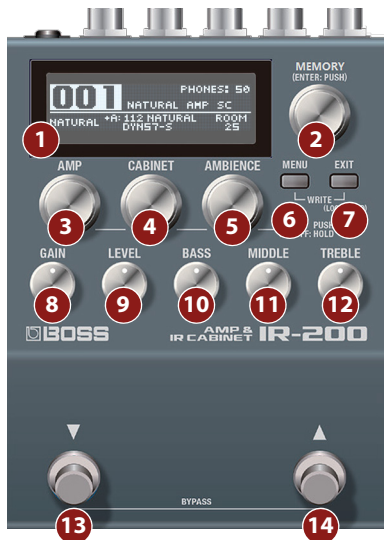 MEMORY
(ENTER: PUSH)
001
PHONES: 50
NATURAL AMP SC
NATURAL
+A: 112 NATURAL
ROOM
DYN57-S
25
1
2
AMP
CABINET
AMBIENCE
MENU
EXIT
3
4
5
6
7
WRITE
PUSH
HOLD
GAIN
LEVEL
BASS
MIDDLE
TREBLE
8
9
10
11
12
BOSS
AMP &
IR CABINET
IR-200
▼
▲
BYPASS
13
14